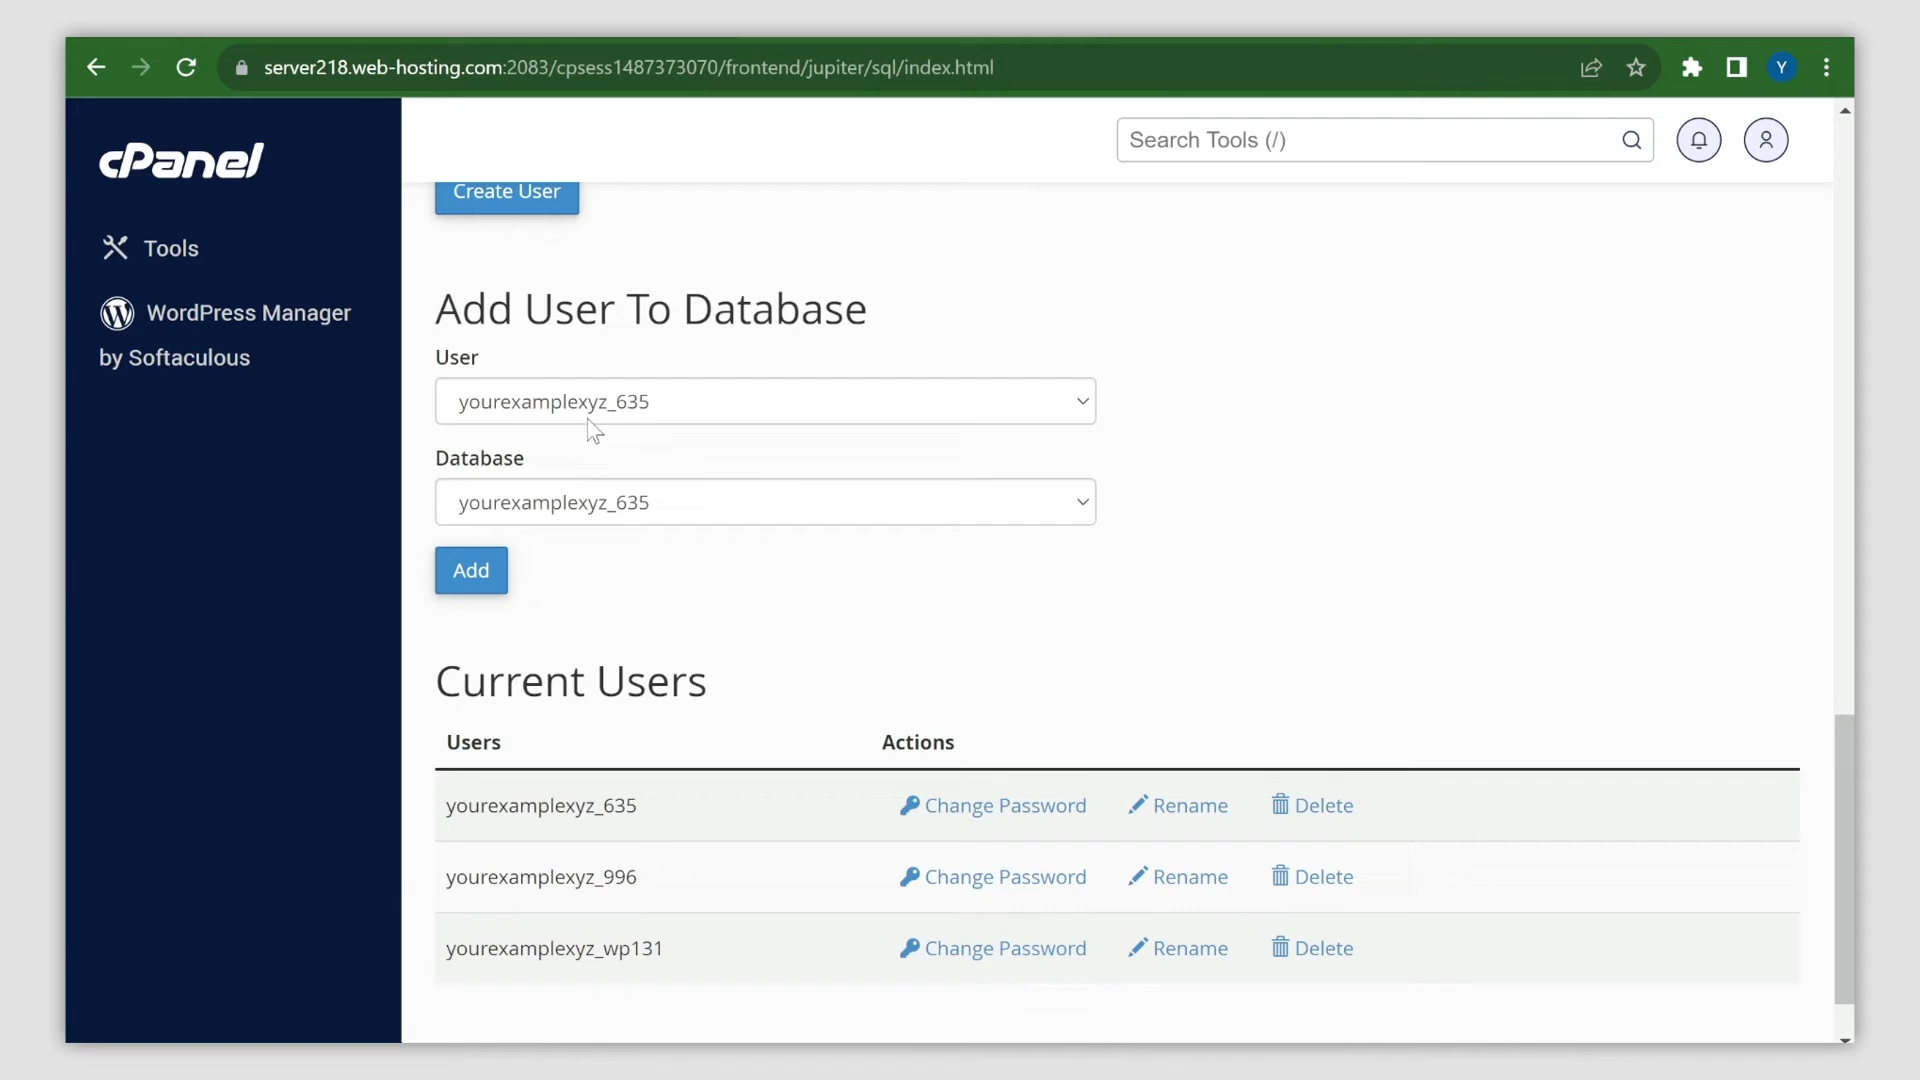 server218.web-hosting.com:2083/cpsess1487373070/frontend/jupiter/sql/index.html
Y
cPanel
Search Tools (/)
Tools
WordPress Manager
by Softaculous
Create User
Add User To Database
User
yourexamplexyz_635
Database
yourexamplexyz_635
Add
Current Users
Users Actions
yourexamplexyz_635 Change Password Rename Delete
yourexamplexyz_996 Change Password Rename Delete
yourexamplexyz_wp131 Change Password Rename Delete